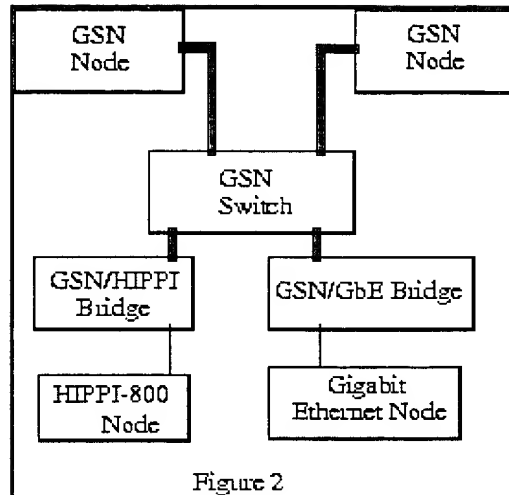 GSN
Node
GSN
Node
GSN
Switch
GSN/HIPPI
Bridge
GSN/GbE Bridge
HIPPI-800
Node
Gigabit
Ethernet Node
Figure 2